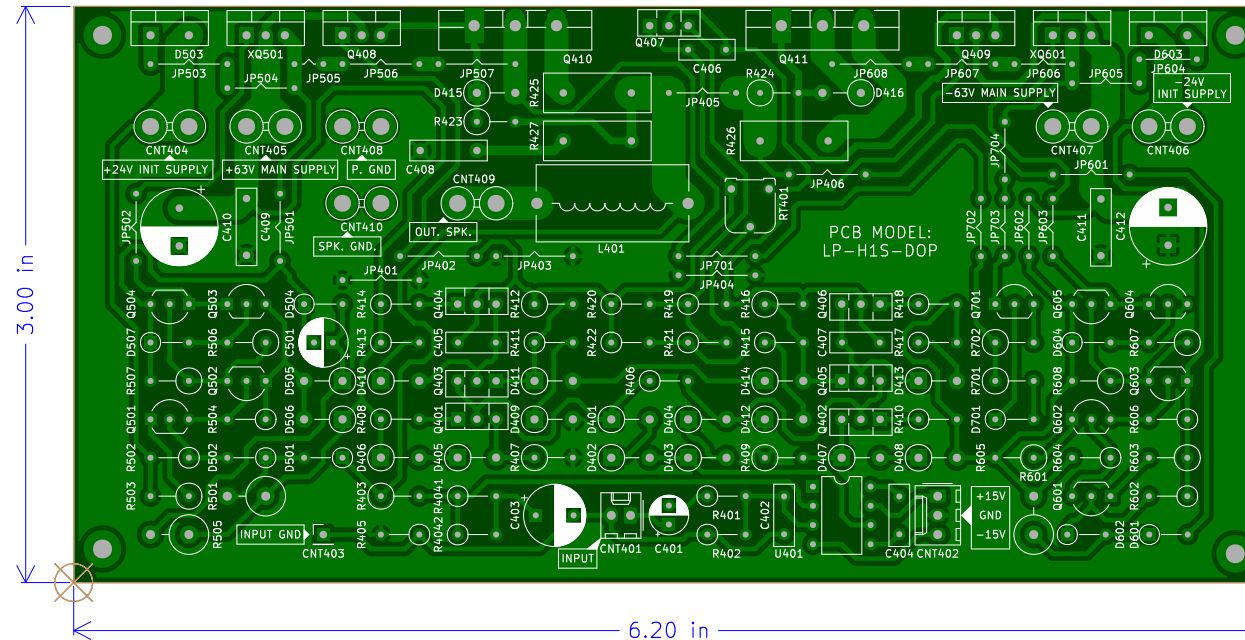 D503
XQ501
Q408
Q410
Q407
C406
Q411
Q409
XQ601
D603
JP503
JP504
JP505
JP506
JP507
JP608
JP607
JP606
JP605
JP604
D415
R425
JP405
R424
D416
-63V MAIN SUPPLY
-24V
INIT SUPPLY
R423
R427
R426
JP704
CNT404
CNT405
CNT408
C408
CNT407
CNT406
+24V INIT SUPPLY
+63V MAIN SUPPLY
P. GND
JP601
CNT409
JP406
RT401
JP502
C410
C409
JP501
CNT410
OUT. SPK.
L401
PCB MODEL:
LP-H1S-DOP
JP702
JP703
JP602
JP603
C411
C412
SPK. GND.
JP401
JP402
JP403
JP701
JP404
Q504
Q503
D504
R414
Q404
R412
R420
R419
R416
Q406
R418
Q701
Q605
Q604
D507
R506
C501
R413
C405
R411
R422
R421
R415
C407
R417
R702
D604
R607
R507
Q502
D505
D410
Q403
D411
R406
D414
Q405
D413
R701
R608
Q603
Q501
R504
D506
R408
Q401
D409
D401
D404
D412
Q402
R410
D701
Q602
R606
R502
D502
D501
D406
D405
R407
D402
D403
R409
D407
D408
R605
R601
R604
R603
R503
R501
R403
R4041
C403
R401
C402
+15V
GND
-15V
Q601
R602
R505
INPUT GND
CNT403
R405
R4042
INPUT
CNT401
C401
R402
U401
C404
CNT402
D602
D601
3.00 in
6.20 in